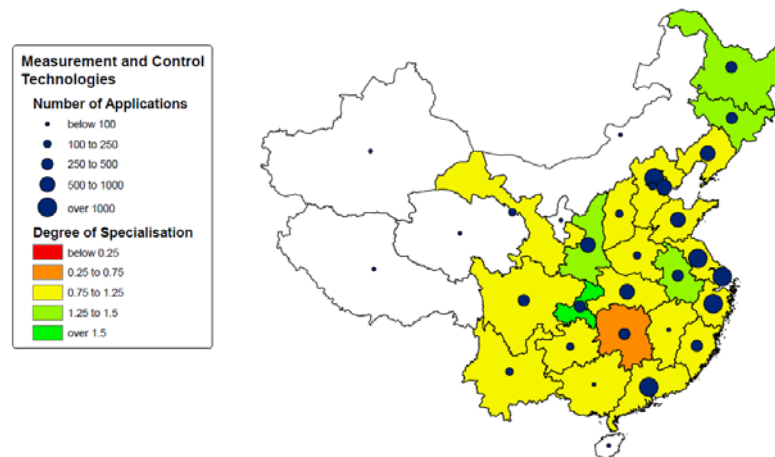 Measurement and Control
Technologies
Number of Applications
below 100
100 to 250
250 to 500
500 to 1000
over 1000
Degree of Specialisation
below 0.25
0.25 to 0.75
0.75 to 1.25
1.25 to 1.5
over 1.5